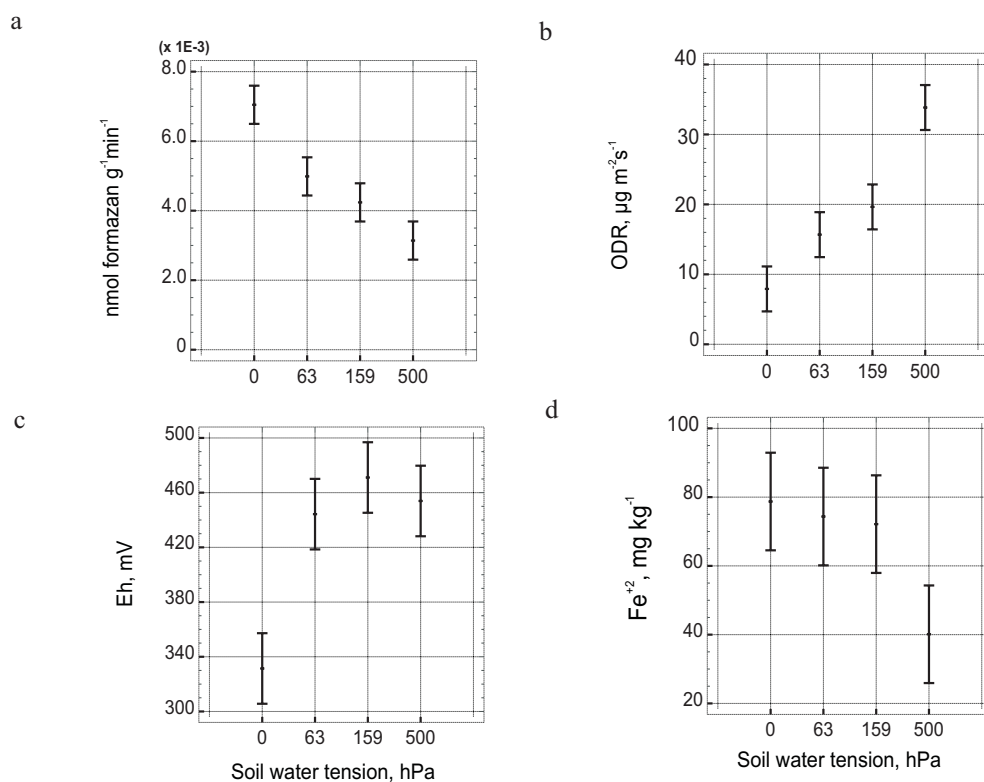 a
(x 1E-3)
8.0
6.0
4.0
2.0
0
nmol formazan g⁻¹min⁻¹
0 63 159 500
b
40
30
20
10
0
ODR, µg m⁻²s⁻¹
0 63 159 500
c
500
460
420
380
340
300
Eh, mV
0 63 159 500
Soil water tension, hPa
d
100
80
60
40
20
Fe⁺², mg kg⁻¹
0 63 159 500
Soil water tension, hPa